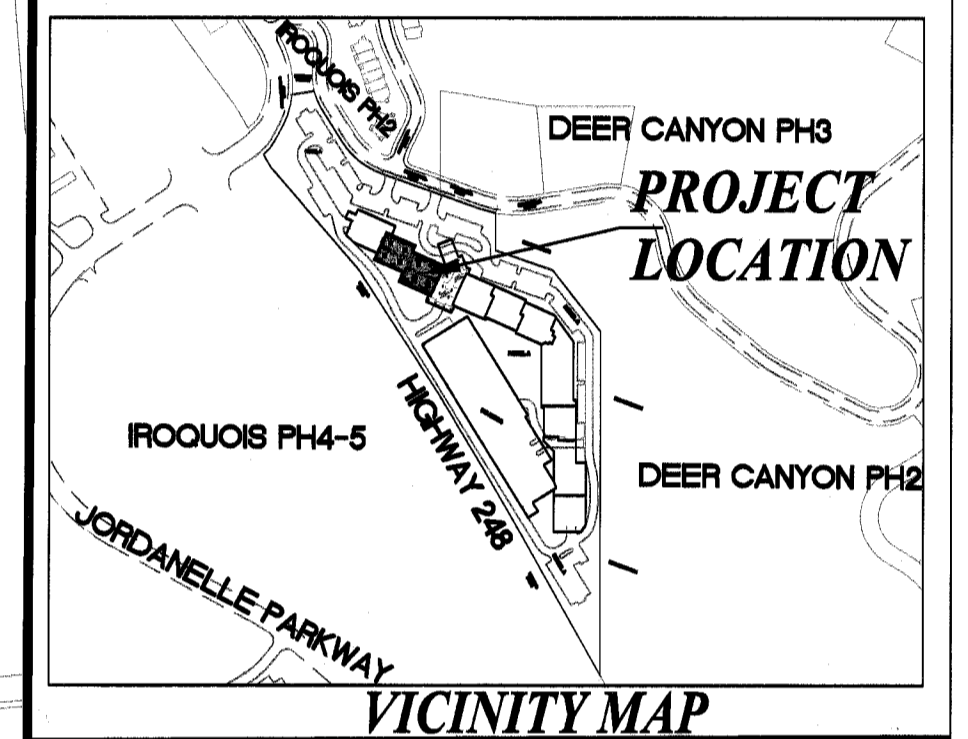 IROQUOIS PH2
DEER CANYON PH3
PROJECT
LOCATION
HIGHWAY 248
IROQUOIS PH4-5
DEER CANYON PH2
JORDANELLE PARKWAY
VICINITY MAP